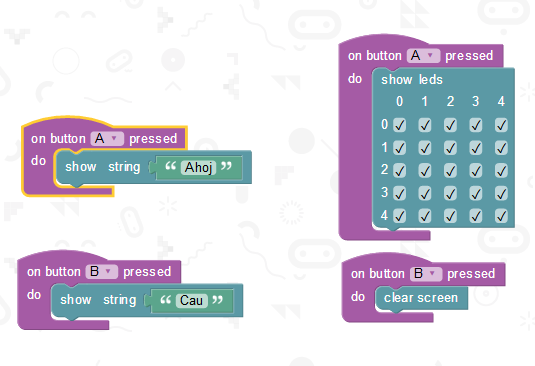 on button A pressed
do show string “ Ahoj ”
on button B pressed
do show string “ Cau ”
on button A pressed
do show leds
0 1 2 3 4
0
1
2
3
4
on button B pressed
do clear screen